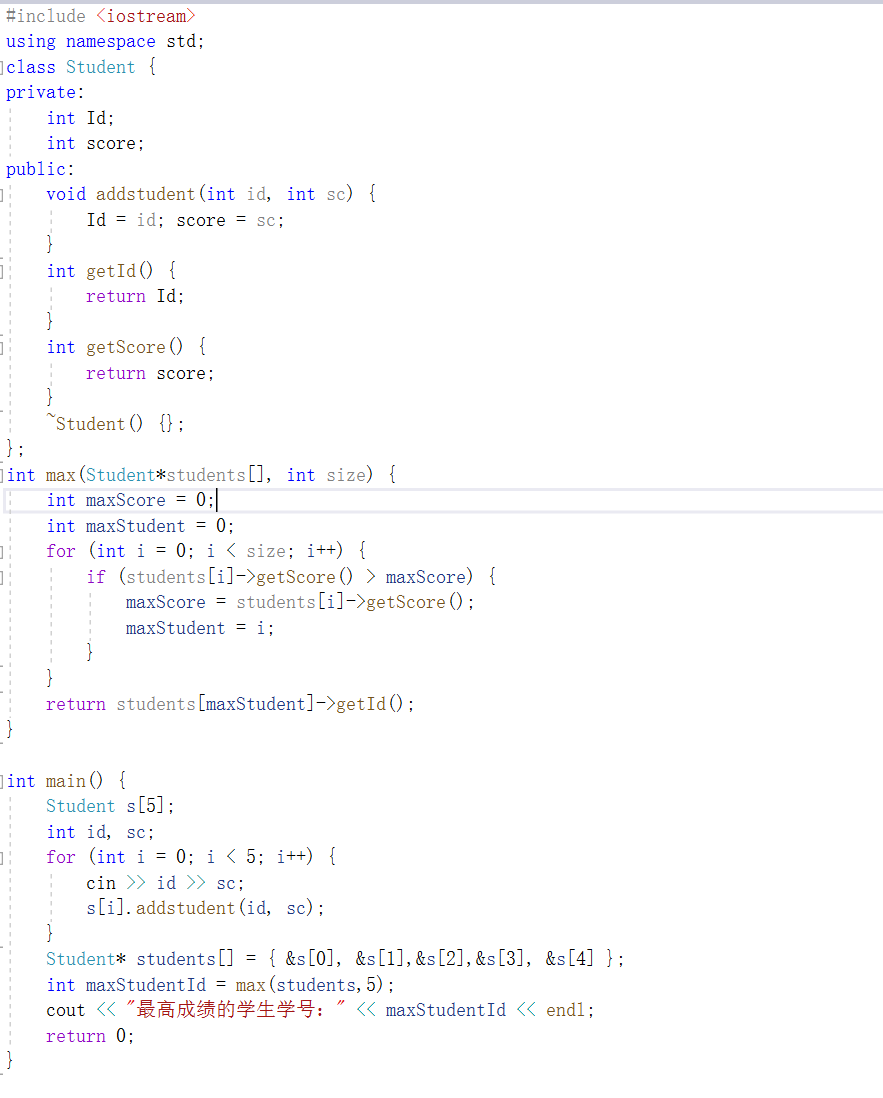 #include <iostream>
using namespace std;
class Student {
private:
    int Id;
    int score;
public:
    void addstudent(int id, int sc) {
        Id = id; score = sc;
    }
    int getId() {
        return Id;
    }
    int getScore() {
        return score;
    }
    ~Student() {};
};
int max(Student*students[], int size) {
    int maxScore = 0;
    int maxStudent = 0;
    for (int i = 0; i < size; i++) {
        if (students[i]->getScore() > maxScore) {
            maxScore = students[i]->getScore();
            maxStudent = i;
        }
    }
    return students[maxStudent]->getId();
}

int main() {
    Student s[5];
    int id, sc;
    for (int i = 0; i < 5; i++) {
        cin >> id >> sc;
        s[i].addstudent(id, sc);
    }
    Student* students[] = { &s[0], &s[1],&s[2],&s[3], &s[4] };
    int maxStudentId = max(students,5);
    cout << "最高成绩的学生学号：" << maxStudentId << endl;
    return 0;
}